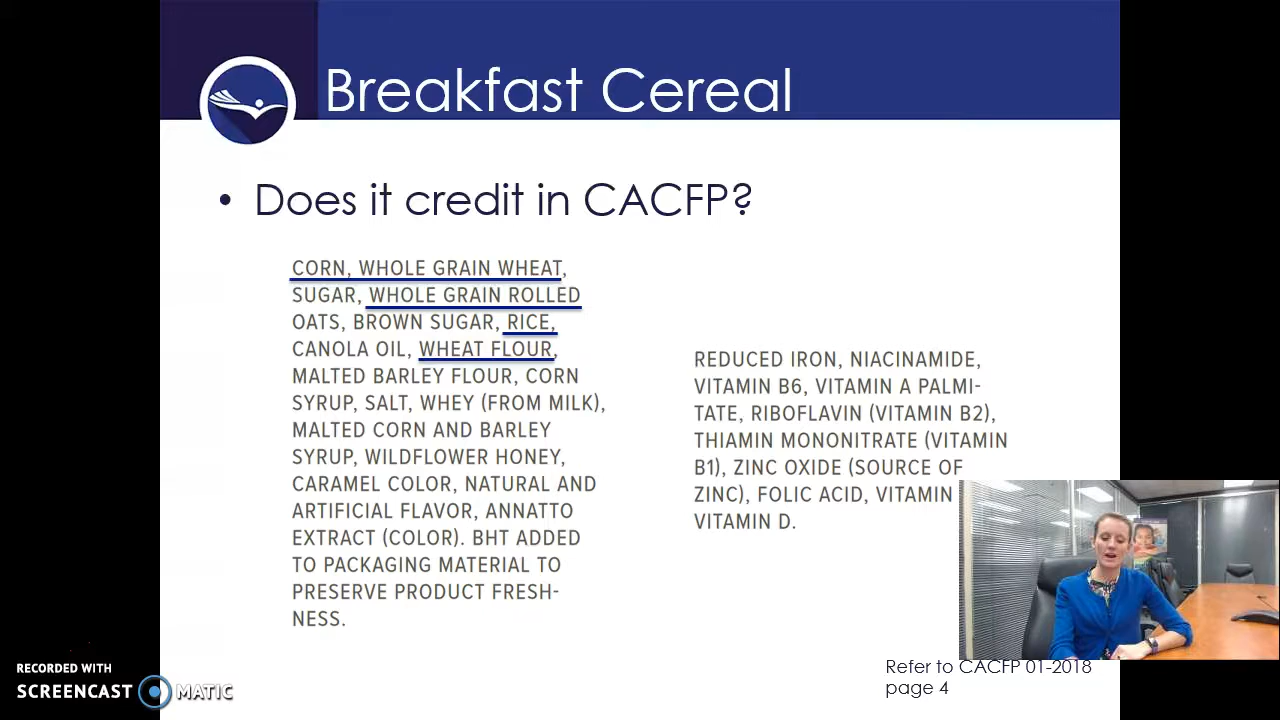 Breakfast Cereal
• Does it credit in CACFP?
CORN, WHOLE GRAIN WHEAT,
SUGAR, WHOLE GRAIN ROLLED
OATS, BROWN SUGAR, RICE,
CANOLA OIL, WHEAT FLOUR,
MALTED BARLEY FLOUR, CORN
SYRUP, SALT, WHEY (FROM MILK),
MALTED CORN AND BARLEY
SYRUP, WILDFLOWER HONEY,
CARAMEL COLOR, NATURAL AND
ARTIFICIAL FLAVOR, ANNATTO
EXTRACT (COLOR). BHT ADDED
TO PACKAGING MATERIAL TO
PRESERVE PRODUCT FRESH-
NESS.
REDUCED IRON, NIACINAMIDE,
VITAMIN B6, VITAMIN A PALMI-
TATE, RIBOFLAVIN (VITAMIN B2),
THIAMIN MONONITRATE (VITAMIN
B1), ZINC OXIDE (SOURCE OF
ZINC), FOLIC ACID, VITAMIN
VITAMIN D.
Refer to CACFP 01-2018
page 4
RECORDED WITH
SCREENCAST MATIC